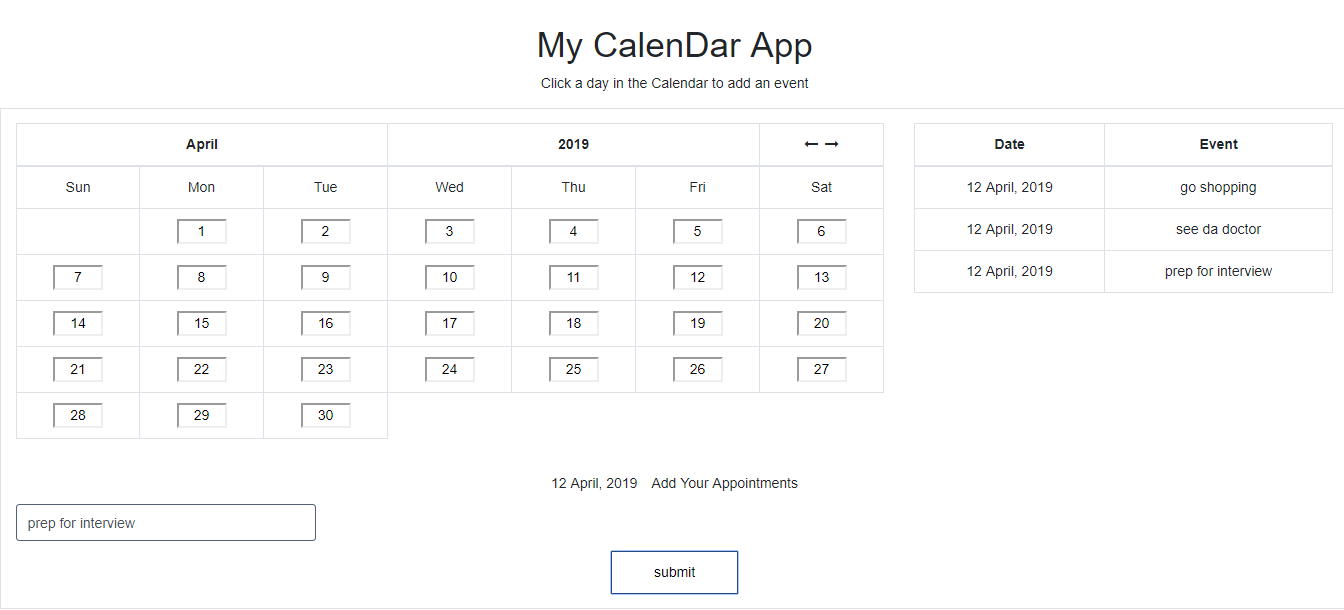 My CalenDar App
Click a day in the Calendar to add an event
April 2019 ← →
Sun Mon Tue Wed Thu Fri Sat
1 2 3 4 5 6
7 8 9 10 11 12 13
14 15 16 17 18 19 20
21 22 23 24 25 26 27
28 29 30
Date Event
12 April, 2019 go shopping
12 April, 2019 see da doctor
12 April, 2019 prep for interview
12 April, 2019 Add Your Appointments
prep for interview
submit